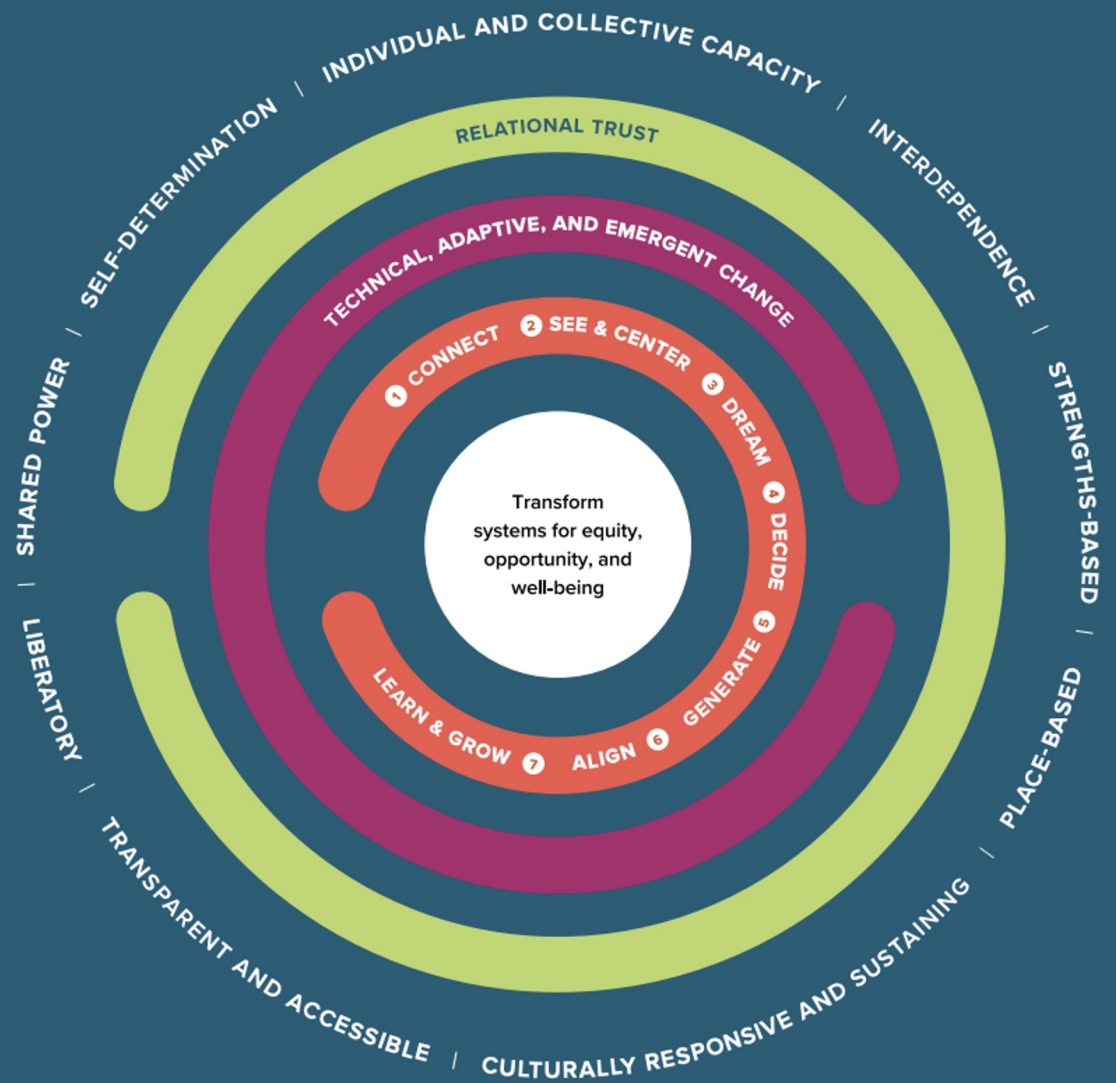 INDIVIDUAL AND COLLECTIVE CAPACITY
|
INTERDEPENDENCE
|
STRENGTHS-BASED
|
PLACE-BASED
|
CULTURALLY RESPONSIVE AND SUSTAINING
|
TRANSPARENT AND ACCESSIBLE
|
LIBERATORY
|
SHARED POWER
|
SELF-DETERMINATION
|
RELATIONAL TRUST
TECHNICAL, ADAPTIVE, AND EMERGENT CHANGE
1 CONNECT
2 SEE & CENTER
3 DREAM
4 DECIDE
5 GENERATE
6 ALIGN
7 LEARN & GROW
Transform
systems for equity,
opportunity, and
well-being